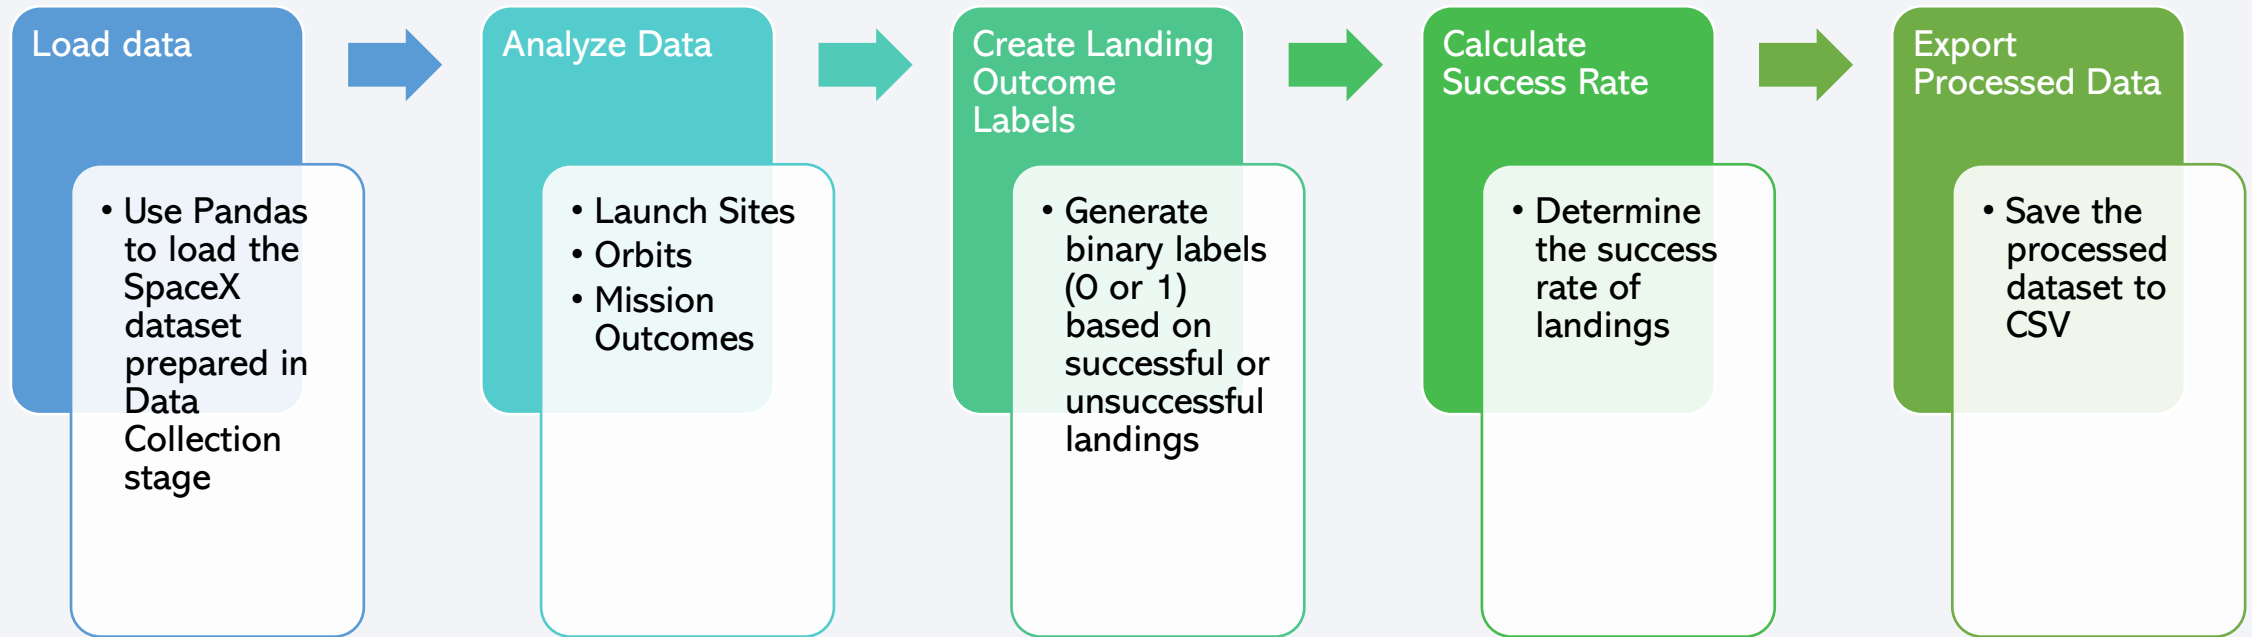 Load data
• Use Pandas
to load the
SpaceX
dataset
prepared in
Data
Collection
stage
Analyze Data
• Launch Sites
• Orbits
• Mission
Outcomes
Create Landing
Outcome
Labels
• Generate
binary labels
(0 or 1)
based on
successful or
unsuccessful
landings
Calculate
Success Rate
• Determine
the success
rate of
landings
Export
Processed Data
• Save the
processed
dataset to
CSV